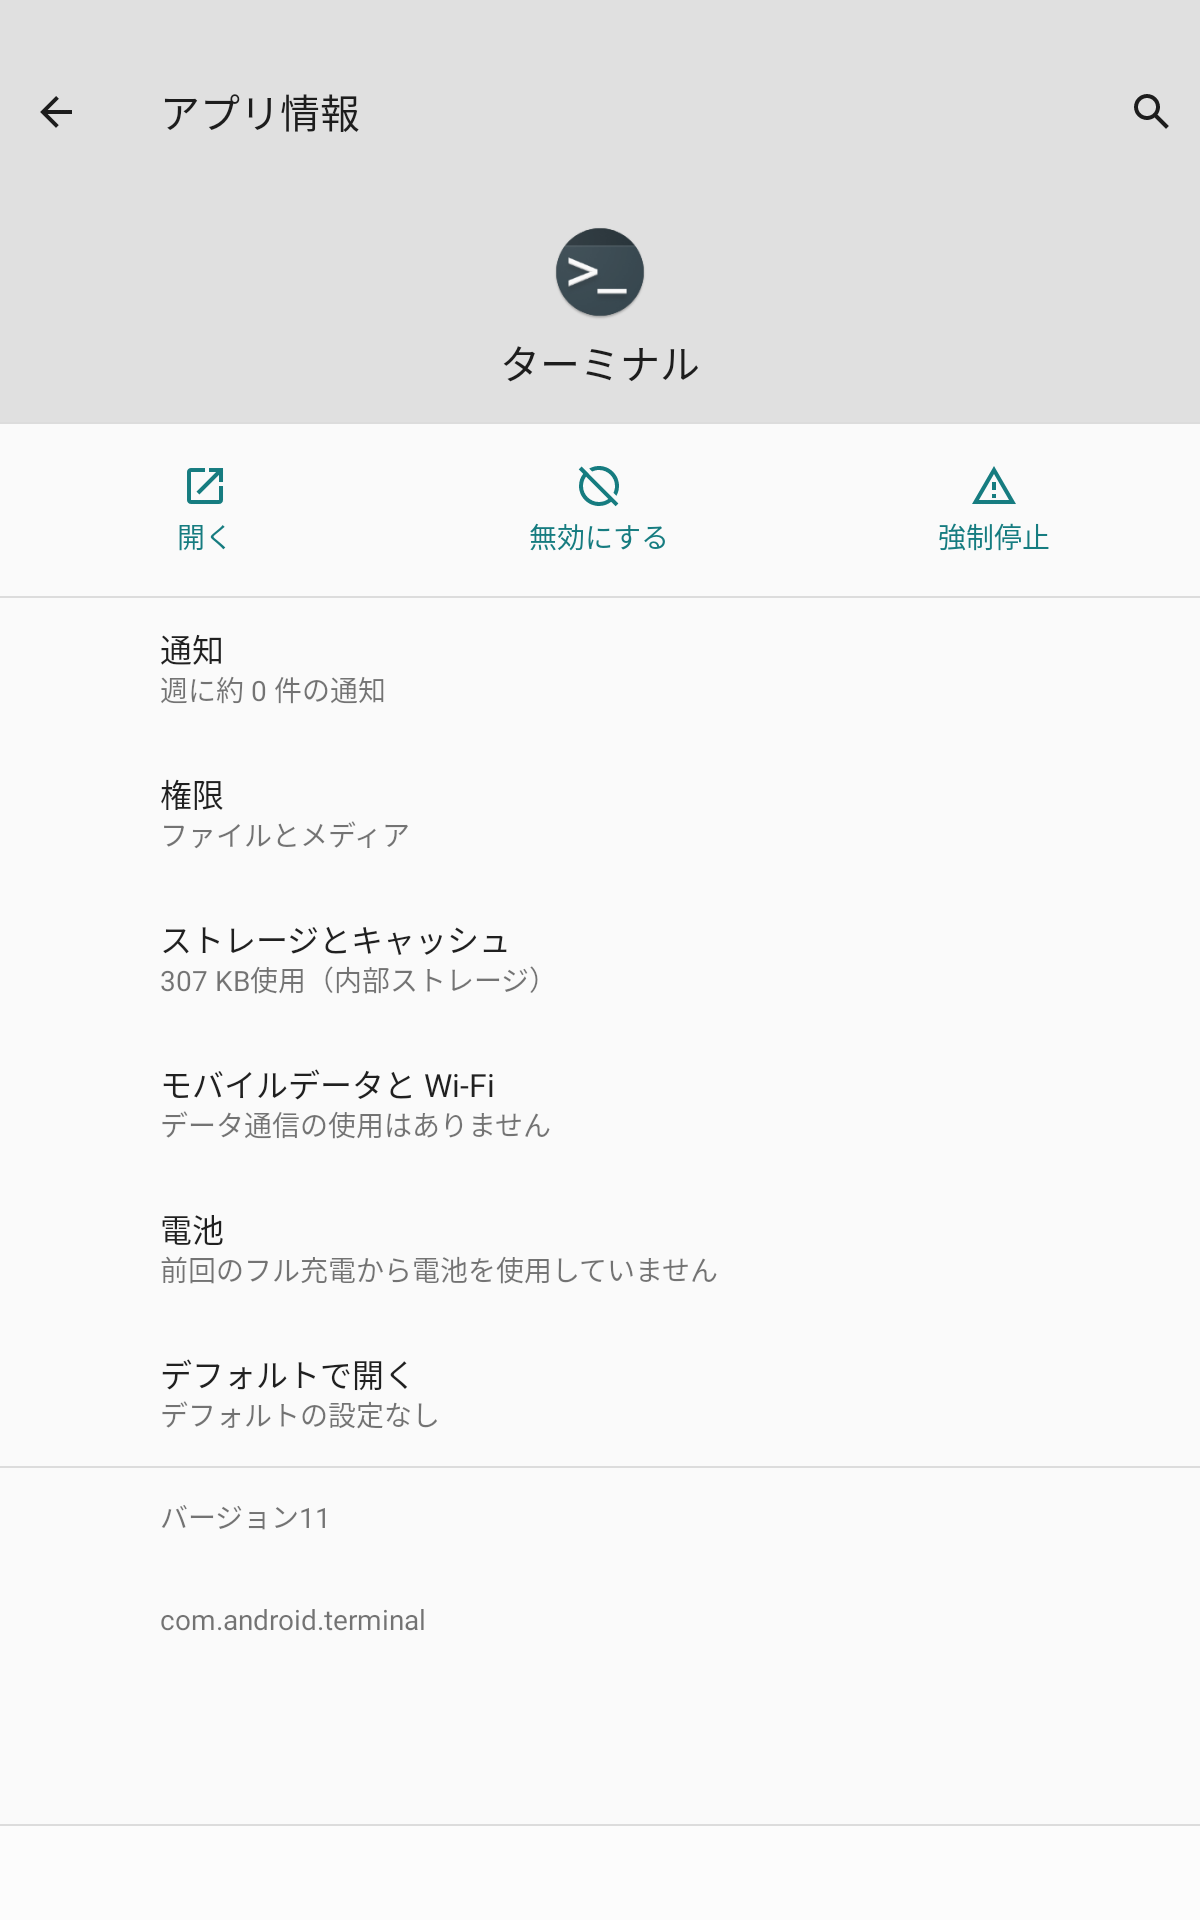 アプリ情報
>_
ターミナル
開く
無効にする
強制停止
通知
週に約 0 件の通知
権限
ファイルとメディア
ストレージとキャッシュ
307 KB使用（内部ストレージ）
モバイルデータと Wi-Fi
データ通信の使用はありません
電池
前回のフル充電から電池を使用していません
デフォルトで開く
デフォルトの設定なし
バージョン11
com.android.terminal